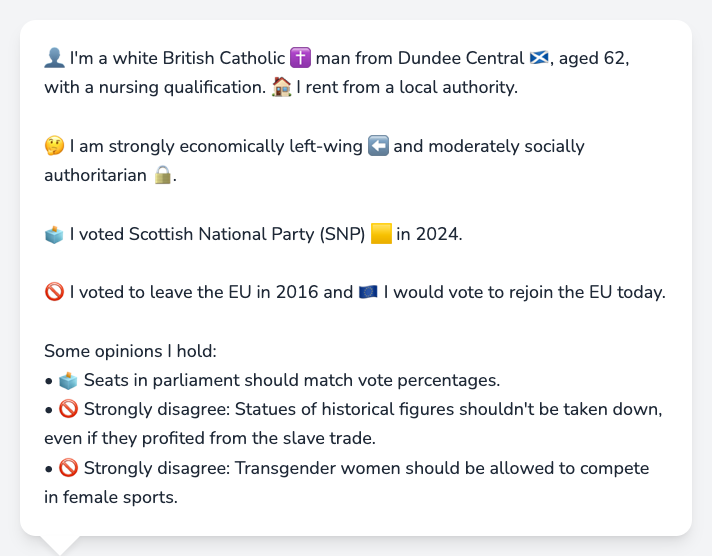 👤 I'm a white British Catholic ✝️ man from Dundee Central 🏴󠁧󠁢󠁳󠁣󠁴󠁿, aged 62,
with a nursing qualification. 🏠 I rent from a local authority.
🤔 I am strongly economically left-wing ⬅️ and moderately socially
authoritarian 🔒.
🗳️ I voted Scottish National Party (SNP) 🟨 in 2024.
🚫 I voted to leave the EU in 2016 and 🇪🇺 I would vote to rejoin the EU today.
Some opinions I hold:
• 🗳️ Seats in parliament should match vote percentages.
• 🚫 Strongly disagree: Statues of historical figures shouldn't be taken down,
even if they profited from the slave trade.
• 🚫 Strongly disagree: Transgender women should be allowed to compete
in female sports.